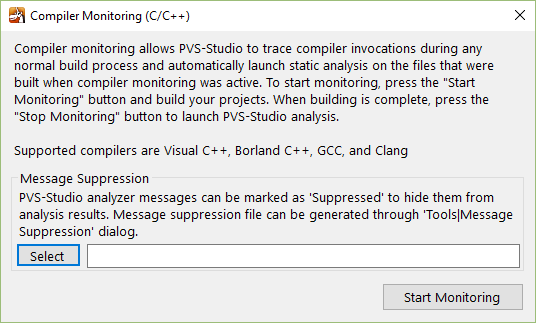 Compiler Monitoring (C/C++)
Compiler monitoring allows PVS-Studio to trace compiler invocations during any
normal build process and automatically launch static analysis on the files that were
built when compiler monitoring was active. To start monitoring, press the "Start
Monitoring" button and build your projects. When building is complete, press the
"Stop Monitoring" button to launch PVS-Studio analysis.
Supported compilers are Visual C++, Borland C++, GCC, and Clang
Message Suppression
PVS-Studio analyzer messages can be marked as 'Suppressed' to hide them from
analysis results. Message suppression file can be generated through 'Tools|Message
Suppression' dialog.
Select
Start Monitoring